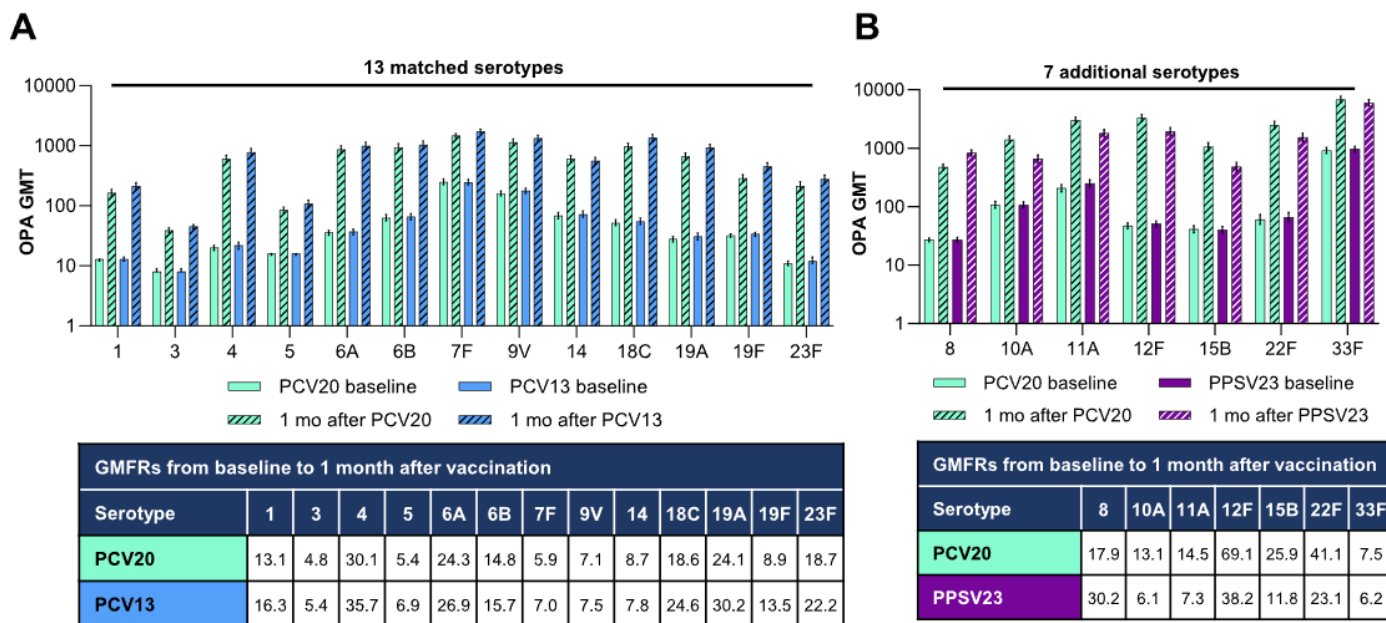 A
13 matched serotypes
OPA GMT
10000
1000
100
10
1
1 3 4 5 6A 6B 7F 9V 14 18C 19A 19F 23F
PCV20 baseline PCV13 baseline
1 mo after PCV20 1 mo after PCV13
GMFRs from baseline to 1 month after vaccination
Serotype 1 3 4 5 6A 6B 7F 9V 14 18C 19A 19F 23F
PCV20 13.1 4.8 30.1 5.4 24.3 14.8 5.9 7.1 8.7 18.6 24.1 8.9 18.7
PCV13 16.3 5.4 35.7 6.9 26.9 15.7 7.0 7.5 7.8 24.6 30.2 13.5 22.2
B
7 additional serotypes
OPA GMT
10000
1000
100
10
1
8 10A 11A 12F 15B 22F 33F
PCV20 baseline PPSV23 baseline
1 mo after PCV20 1 mo after PPSV23
GMFRs from baseline to 1 month after vaccination
Serotype 8 10A 11A 12F 15B 22F 33F
PCV20 17.9 13.1 14.5 69.1 25.9 41.1 7.5
PPSV23 30.2 6.1 7.3 38.2 11.8 23.1 6.2